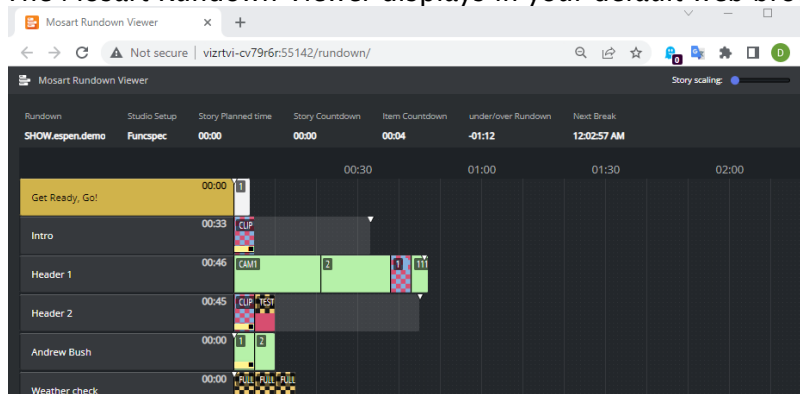 The Mosart Rundown Viewer displays in your default web bro
Mosart Rundown Viewer
Not secure | vizrtvi-cv79r6r:55142/rundown/
0
D
Mosart Rundown Viewer
Story scaling:
Rundown Studio Setup Story Planned time Story Countdown Item Countdown under/over Rundown Next Break
SHOW.espen.demo Funcspec 00:00 00:00 00:04 -01:12 12:02:57 AM
00:30 01:00 01:30 02:00
Get Ready, Go! 00:00 1
Intro 00:33 CLIP
Header 1 00:46 CAM1 2 1 111
Header 2 00:45 CLIP TEST
Andrew Bush 00:00 1 2
Weather check 00:00 FULL FULL FULL